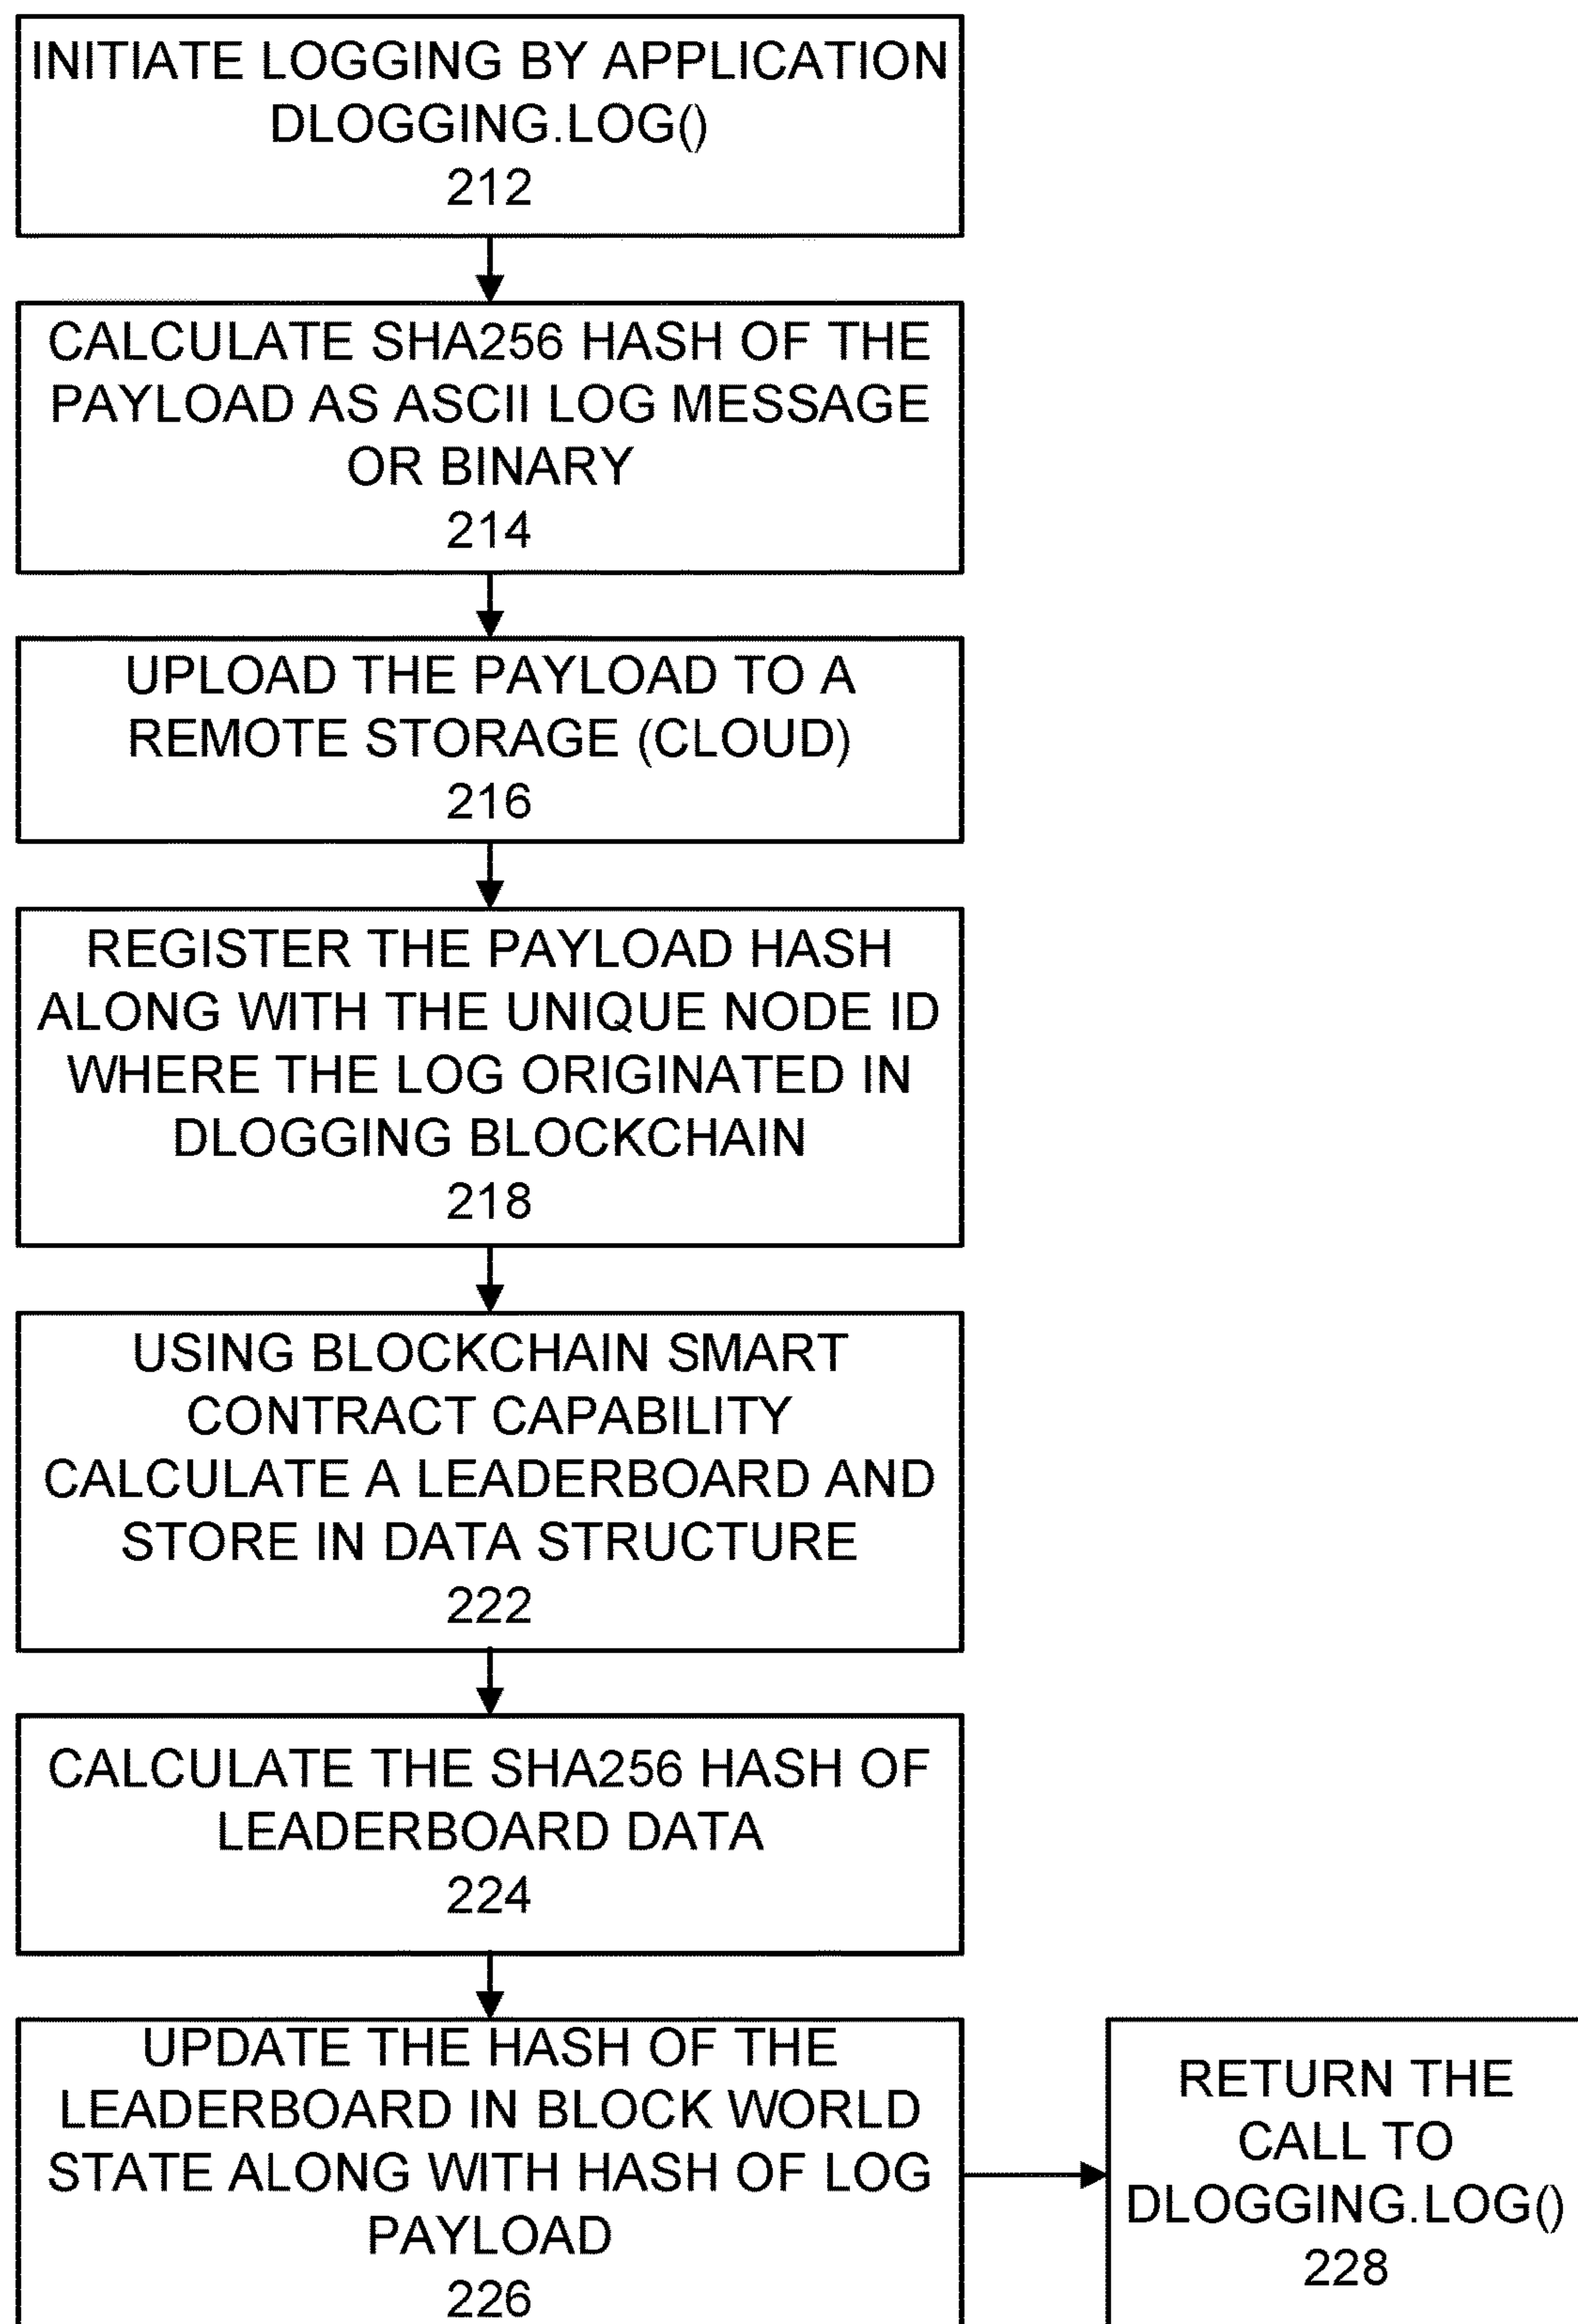 INITIATE LOGGING BY APPLICATION
DLOGGING.LOG()
212
CALCULATE SHA256 HASH OF THE
PAYLOAD AS ASCII LOG MESSAGE
OR BINARY
214
UPLOAD THE PAYLOAD TO A
REMOTE STORAGE (CLOUD)
216
REGISTER THE PAYLOAD HASH
ALONG WITH THE UNIQUE NODE ID
WHERE THE LOG ORIGINATED IN
DLOGGING BLOCKCHAIN
218
USING BLOCKCHAIN SMART
CONTRACT CAPABILITY
CALCULATE A LEADERBOARD AND
STORE IN DATA STRUCTURE
222
CALCULATE THE SHA256 HASH OF
LEADERBOARD DATA
224
UPDATE THE HASH OF THE
LEADERBOARD IN BLOCK WORLD
STATE ALONG WITH HASH OF LOG
PAYLOAD
226
RETURN THE
CALL TO
DLOGGING.LOG()
228